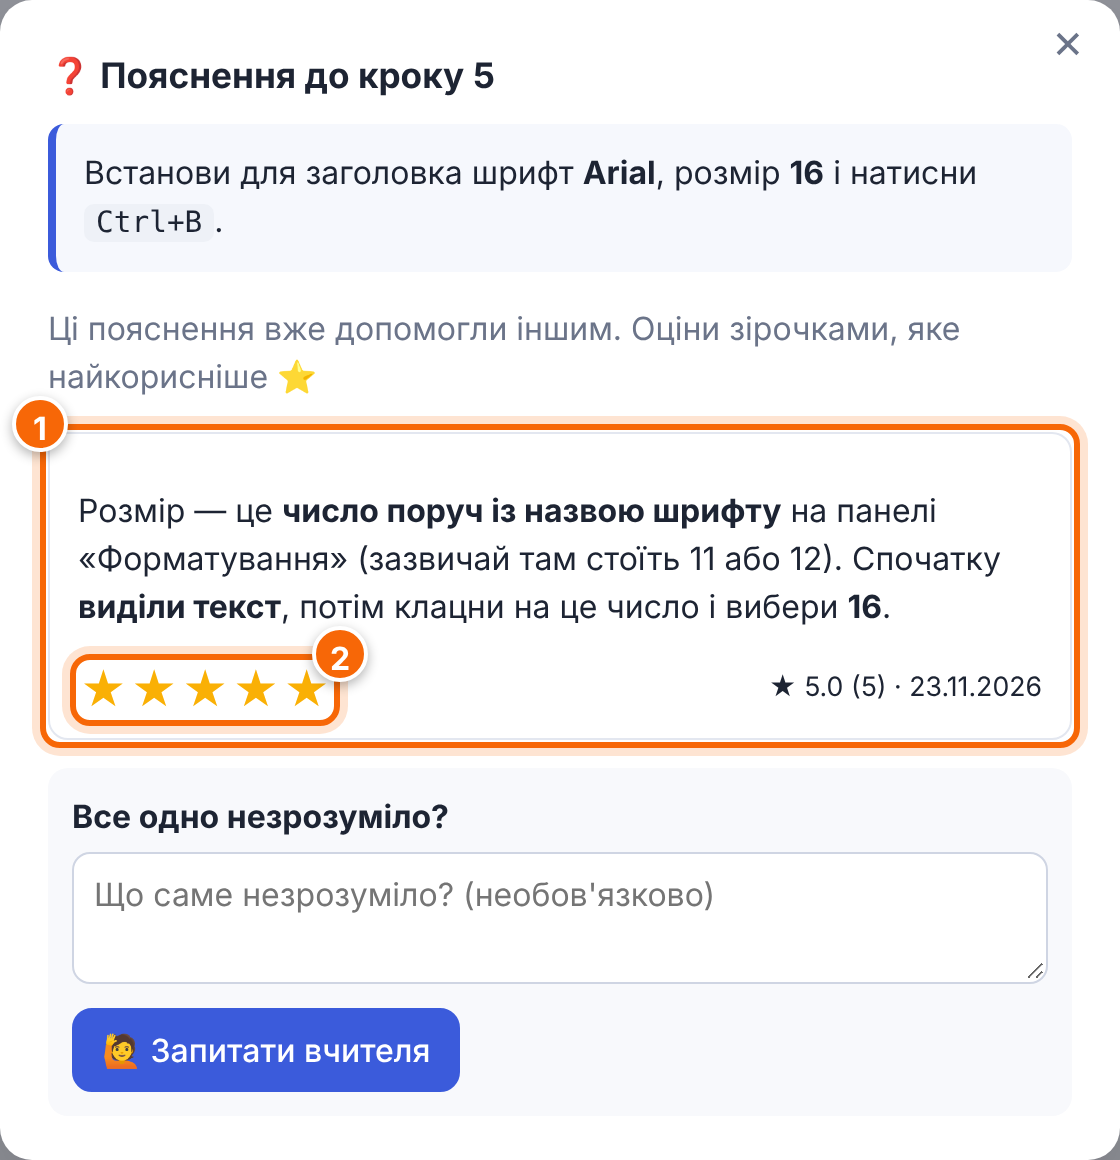 ❓ Пояснення до кроку 5
Встанови для заголовка шрифт Arial, розмір 16 і натисни
Ctrl+B.
Ці пояснення вже допомогли іншим. Оціни зірочками, яке
найкорисніше ⭐
1
Розмір — це число поруч із назвою шрифту на панелі
«Форматування» (зазвичай там стоїть 11 або 12). Спочатку
виділи текст, потім клацни на це число і вибери 16.
2
★ ★ ★ ★ ★ ★ 5.0 (5) · 23.11.2026
Все одно незрозуміло?
Що саме незрозуміло? (необов'язково)
🙋 Запитати вчителя